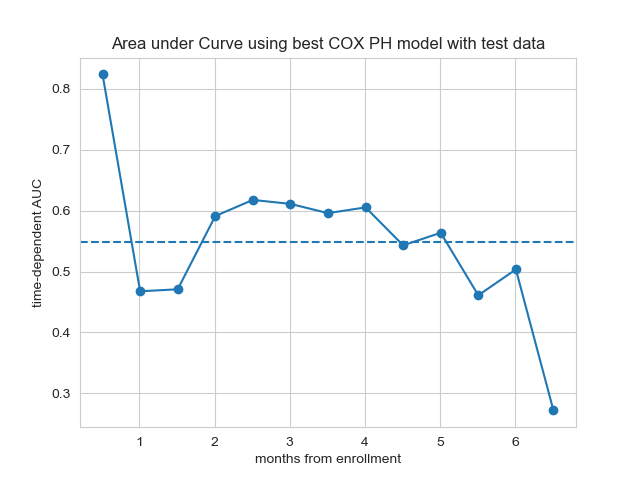 Area under Curve using best COX PH model with test data
time-dependent AUC
0.8
0.7
0.6
0.5
0.4
0.3
1 2 3 4 5 6
months from enrollment